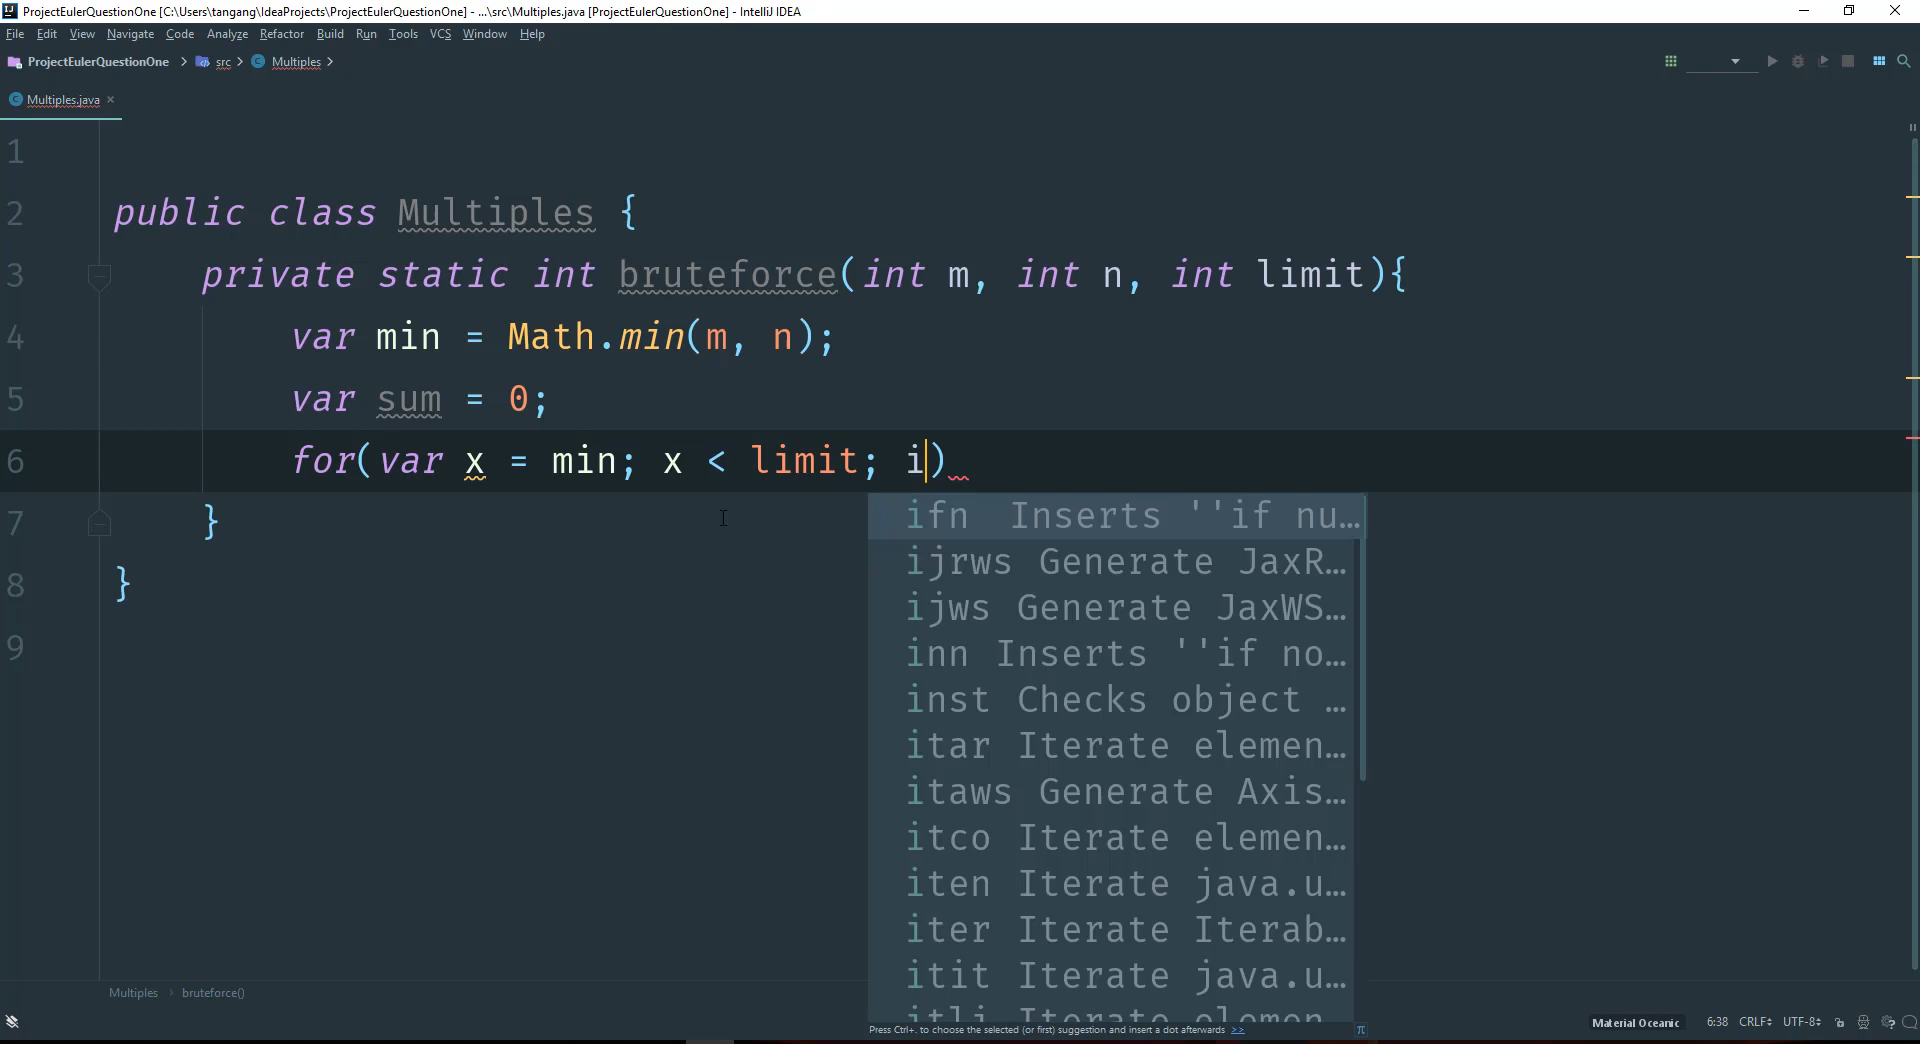 ProjectEulerQuestionOne [C:\Users\tangang\IdeaProjects\ProjectEulerQuestionOne] - ...\src\Multiples.java [ProjectEulerQuestionOne] - IntelliJ IDEA
File Edit View Navigate Code Analyze Refactor Build Run Tools VCS Window Help
ProjectEulerQuestionOne > src > Multiples >
Multiples.java ×
1
2 public class Multiples {
3 private static int bruteforce(int m, int n, int limit){
4 var min = Math.min(m, n);
5 var sum = 0;
6 for(var x = min; x < limit; i)
7 }
8 }
9
ifn Inserts ''if nu…
ijrws Generate JaxR…
ijws Generate JaxWS…
inn Inserts ''if no…
inst Checks object …
itar Iterate elemen…
itaws Generate Axis…
itco Iterate elemen…
iten Iterate java.u…
iter Iterate Iterab…
itit Iterate java.u…
itli Iterate elemen…
Press Ctrl+. to choose the selected (or first) suggestion and insert a dot afterwards >> π
Multiples > bruteforce()
Material Oceanic 6:38 CRLF UTF-8